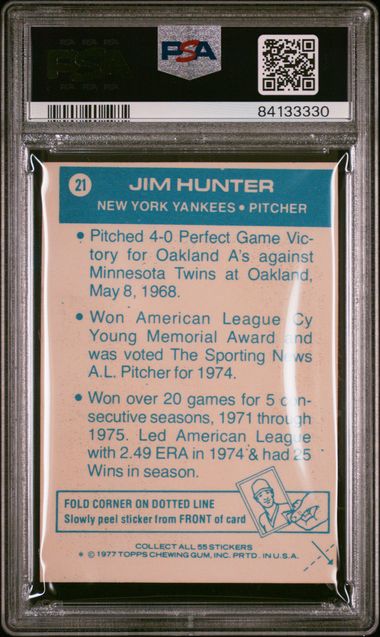 PSA
PSA
84133330
21
JIM HUNTER
NEW YORK YANKEES • PITCHER
• Pitched 4-0 Perfect Game Vic-
tory for Oakland A's against
Minnesota Twins at Oakland,
May 8, 1968.
• Won American League Cy
Young Memorial Award and
was voted The Sporting News
A.L. Pitcher for 1974.
• Won over 20 games for 5 con-
secutive seasons, 1971 through
1975. Led American League
with 2.49 ERA in 1974 & had 25
Wins in season.
FOLD CORNER ON DOTTED LINE
Slowly peel sticker from FRONT of card
COLLECT ALL 55 STICKERS
* © 1977 TOPPS CHEWING GUM, INC. PRTD. IN U.S.A.